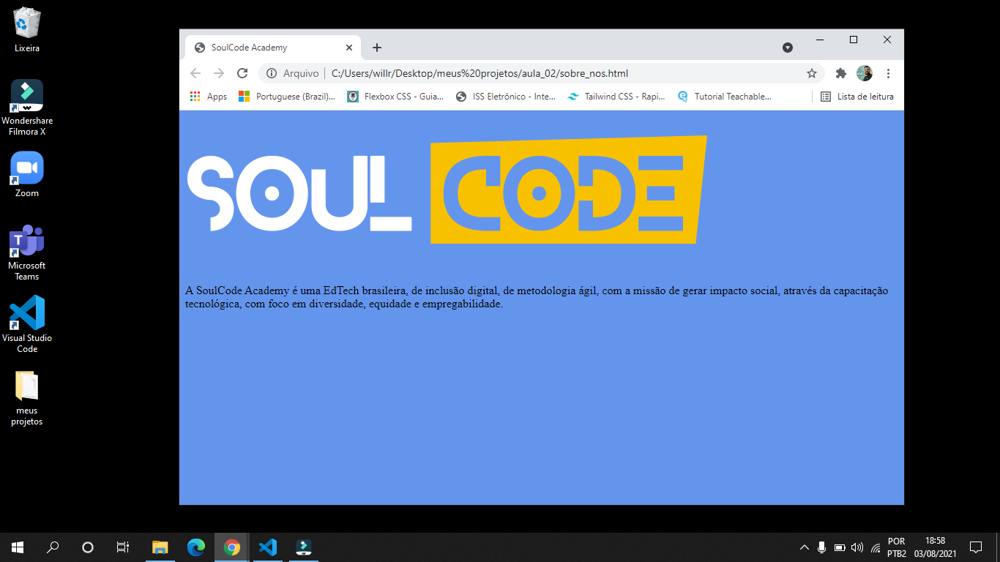 Lixeira
Wondershare
Filmora X
Zoom
Microsoft
Teams
Visual Studio
Code
meus
projetos
SoulCode Academy
Arquivo
C:/Users/willr/Desktop/meus%20projetos/aula_02/sobre_nos.html
Apps
Portuguese (Brazil)...
Flexbox CSS - Guia...
ISS Eletrônico - Inte...
Tailwind CSS - Rapi...
Tutorial Teachable...
Lista de leitura
SOUL CODE
A SoulCode Academy é uma EdTech brasileira, de inclusão digital, de metodologia ágil, com a missão de gerar impacto social, através da capacitação
tecnológica, com foco em diversidade, equidade e empregabilidade.
POR
PTB2
18:58
03/08/2021